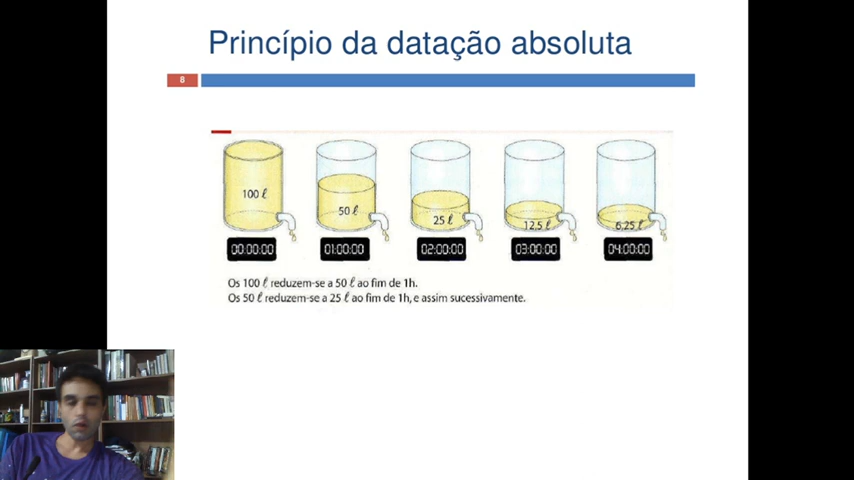 Princípio da datação absoluta
8
100 ℓ
50 ℓ
25 ℓ
12,5 ℓ
6,25 ℓ
00:00:00
01:00:00
02:00:00
03:00:00
04:00:00
Os 100 ℓ reduzem-se a 50 ℓ ao fim de 1h.
Os 50 ℓ reduzem-se a 25 ℓ ao fim de 1h, e assim sucessivamente.